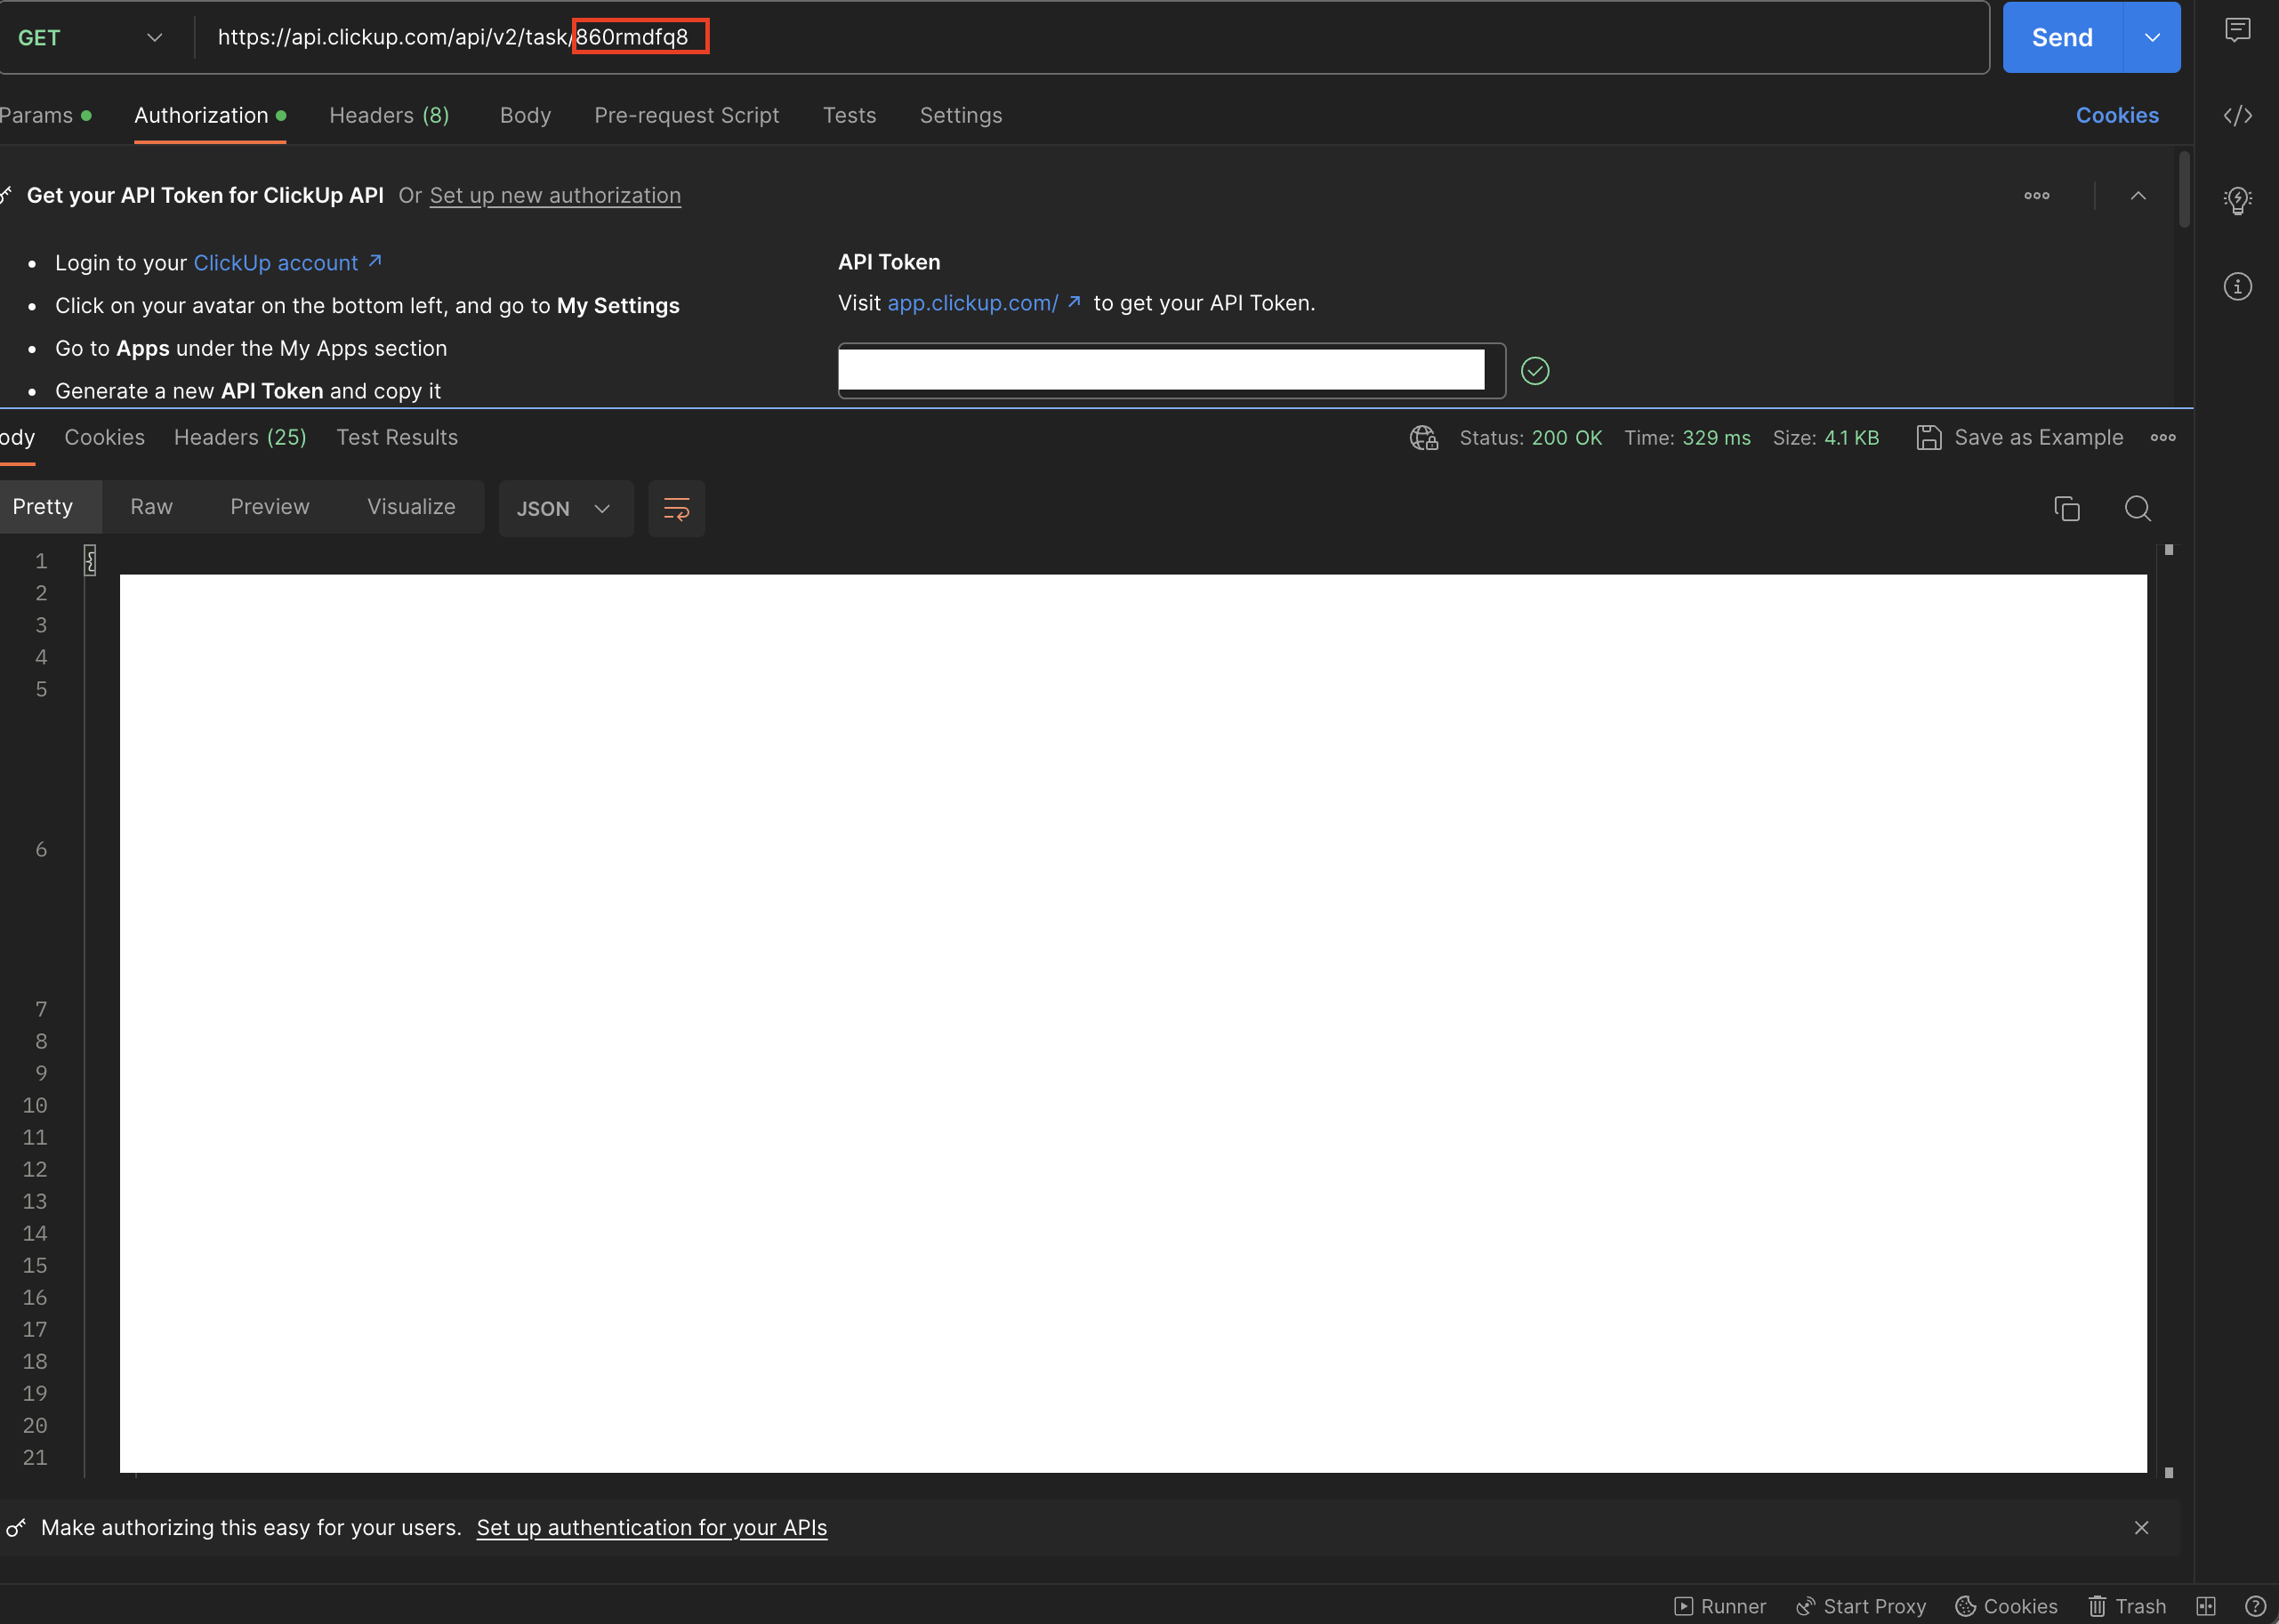 GET https://api.clickup.com/api/v2/task/860rmdfq8 Send
Params Authorization Headers (8) Body Pre-request Script Tests Settings Cookies
Get your API Token for ClickUp API Or Set up new authorization
Login to your ClickUp account
Click on your avatar on the bottom left, and go to My Settings
Go to Apps under the My Apps section
Generate a new API Token and copy it
API Token
Visit app.clickup.com/ to get your API Token.
ody Cookies Headers (25) Test Results Status: 200 OK Time: 329 ms Size: 4.1 KB Save as Example
Pretty Raw Preview Visualize JSON
1 {
2
3
4
5
6
7
8
9
10
11
12
13
14
15
16
17
18
19
20
21
Make authorizing this easy for your users. Set up authentication for your APIs
Runner Start Proxy Cookies Trash